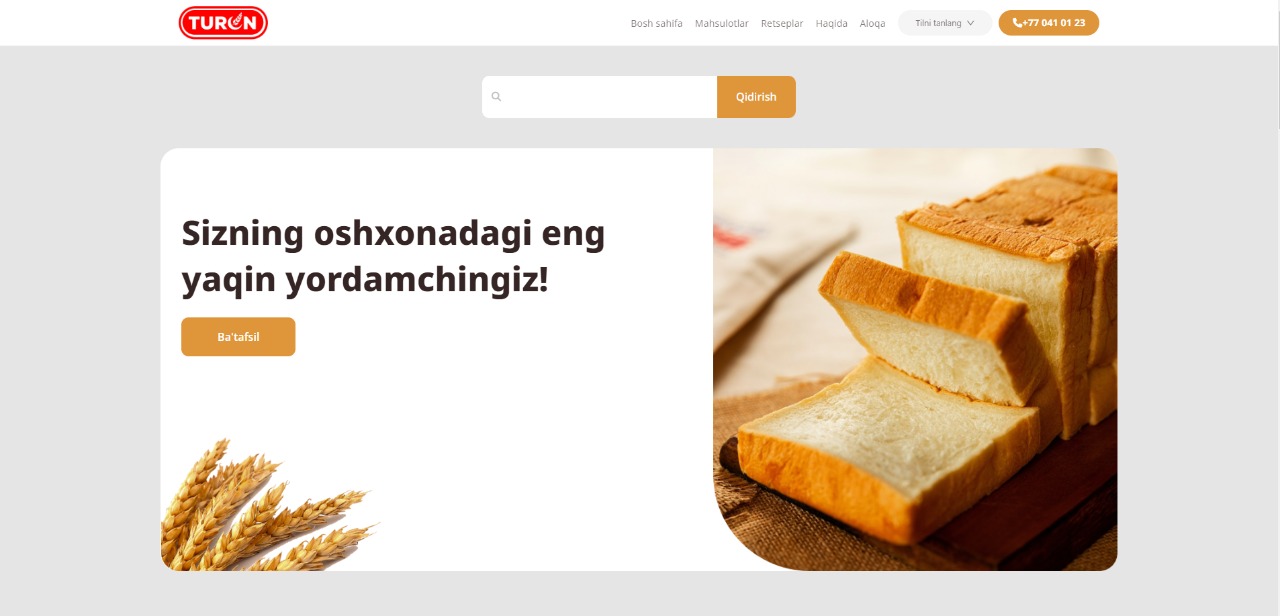 TURON
Bosh sahifa Mahsulotlar Retseplar Haqida Aloqa Tilni tanlang +77 041 01 23
Qidirish
Sizning oshxonadagi eng
yaqin yordamchingiz!
Ba'tafsil